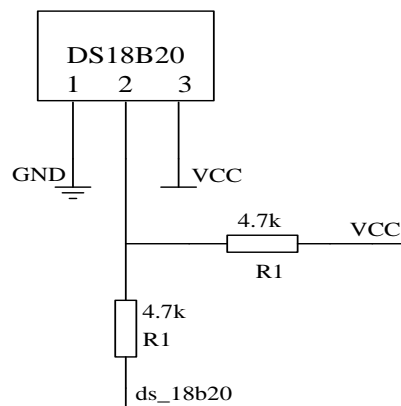 DS18B20
1 2 3
GND
VCC
4.7k
VCC
R1
4.7k
R1
ds_18b20